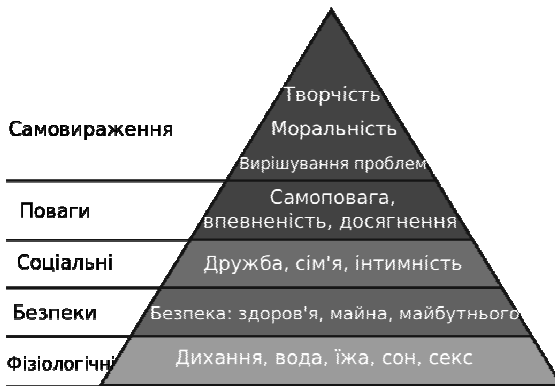 Творчість
Самовираження
Моральність
Вирішування проблем
Поваги
Самоповага,
впевненість, досягнення
Соціальні
Дружба, сім'я, інтимність
Безпеки
Безпека: здоров'я, майна, майбутнього
Фізіологічні
Дихання, вода, їжа, сон, секс